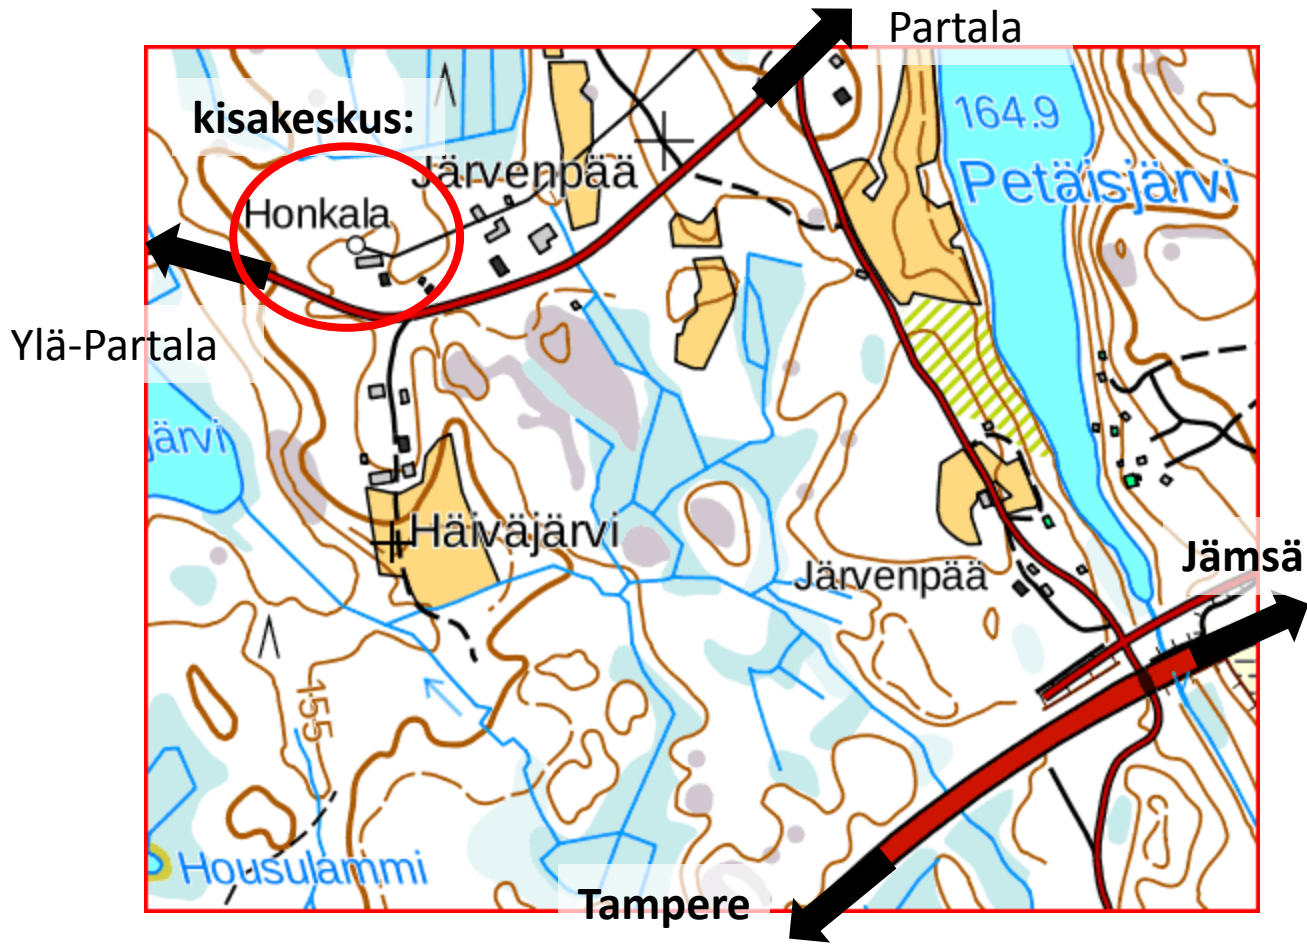 Partala
kisakeskus:
164.9
Järvenpää
Petäisjärvi
Honkala
Ylä-Partala
järvi
Häiväjärvi
Jämsä
Järvenpää
155
Housulammi
Tampere